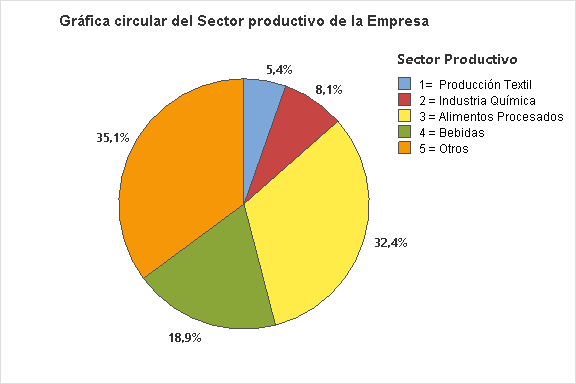 Gráfica circular del Sector productivo de la Empresa
Sector Productivo
1= Producción Textil
2 = Industria Química
3 = Alimentos Procesados
4 = Bebidas
5 = Otros
5,4%
8,1%
35,1%
32,4%
18,9%